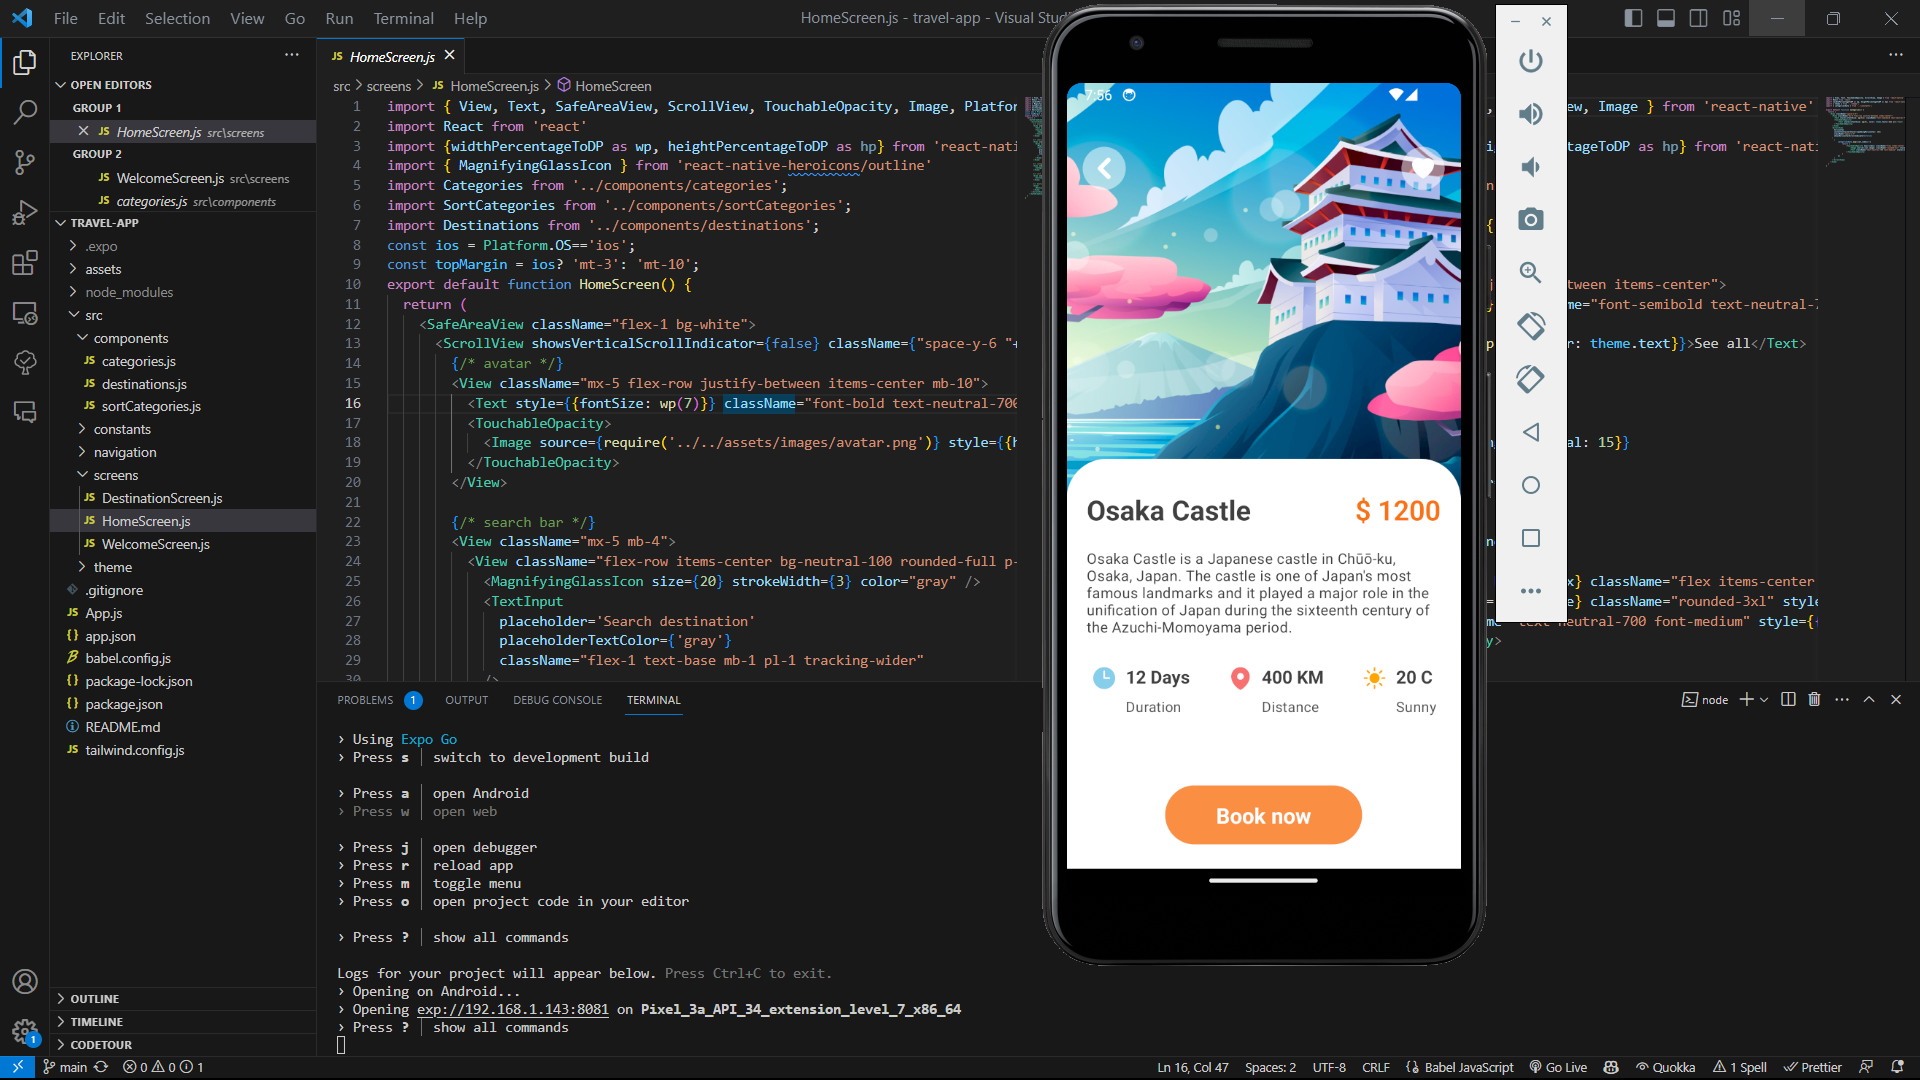 File Edit Selection View Go Run Terminal Help
HomeScreen.js - travel-app - Visual
EXPLORER
OPEN EDITORS
GROUP 1
HomeScreen.js src\screens
GROUP 2
WelcomeScreen.js src\screens
categories.js src\components
TRAVEL-APP
.expo
assets
node_modules
src
components
categories.js
destinations.js
sortCategories.js
constants
navigation
screens
DestinationScreen.js
HomeScreen.js
WelcomeScreen.js
theme
.gitignore
App.js
app.json
babel.config.js
package-lock.json
package.json
README.md
tailwind.config.js
OUTLINE
TIMELINE
CODETOUR
JS HomeScreen.js
src > screens > JS HomeScreen.js > HomeScreen
1 import { View, Text, SafeAreaView, ScrollView, TouchableOpacity, Image, Platfor
2 import React from 'react'
3 import {widthPercentageToDP as wp, heightPercentageToDP as hp} from 'react-nati
4 import { MagnifyingGlassIcon } from 'react-native-heroicons/outline'
5 import Categories from '../components/categories';
6 import SortCategories from '../components/sortCategories';
7 import Destinations from '../components/destinations';
8 const ios = Platform.OS=='ios';
9 const topMargin = ios? 'mt-3': 'mt-10';
10 export default function HomeScreen() {
11 return (
12 <SafeAreaView className="flex-1 bg-white">
13 <ScrollView showsVerticalScrollIndicator={false} className={"space-y-6 "+
14 {/* avatar */}
15 <View className="mx-5 flex-row justify-between items-center mb-10">
16 <Text style={{fontSize: wp(7)}} className="font-bold text-neutral-700
17 <TouchableOpacity>
18 <Image source={require('../../assets/images/avatar.png')} style={{h
19 </TouchableOpacity>
20 </View>
21
22 {/* search bar */}
23 <View className="mx-5 mb-4">
24 <View className="flex-row items-center bg-neutral-100 rounded-full p-
25 <MagnifyingGlassIcon size={20} strokeWidth={3} color="gray" />
26 <TextInput
27 placeholder='Search destination'
28 placeholderTextColor={'gray'}
29 className="flex-1 text-base mb-1 pl-1 tracking-wider"
30 />
7:56
Osaka Castle $ 1200
Osaka Castle is a Japanese castle in Chūō-ku,
Osaka, Japan. The castle is one of Japan's most
famous landmarks and it played a major role in the
unification of Japan during the sixteenth century of
the Azuchi-Momoyama period.
12 Days 400 KM 20 C
Duration Distance Sunny
Book now
ew, Image } from 'react-native'
tageToDP as hp} from 'react-nati
tween items-center">
me="font-semibold text-neutral-7
r: theme.text}}>See all</Text>
al: 15}}
x} className="flex items-center
e} className="rounded-3xl" style
me="text-neutral-700 font-medium" style={{
y>
PROBLEMS 1 OUTPUT DEBUG CONSOLE TERMINAL
node
› Using Expo Go
› Press s │ switch to development build
› Press a │ open Android
› Press w │ open web
› Press j │ open debugger
› Press r │ reload app
› Press m │ toggle menu
› Press o │ open project code in your editor
› Press ? │ show all commands
Logs for your project will appear below. Press Ctrl+C to exit.
› Opening on Android...
› Opening exp://192.168.1.143:8081 on Pixel_3a_API_34_extension_level_7_x86_64
› Press ? │ show all commands
1
main 0 0 1
Ln 16, Col 47 Spaces: 2 UTF-8 CRLF Babel JavaScript Go Live Quokka 1 Spell Prettier